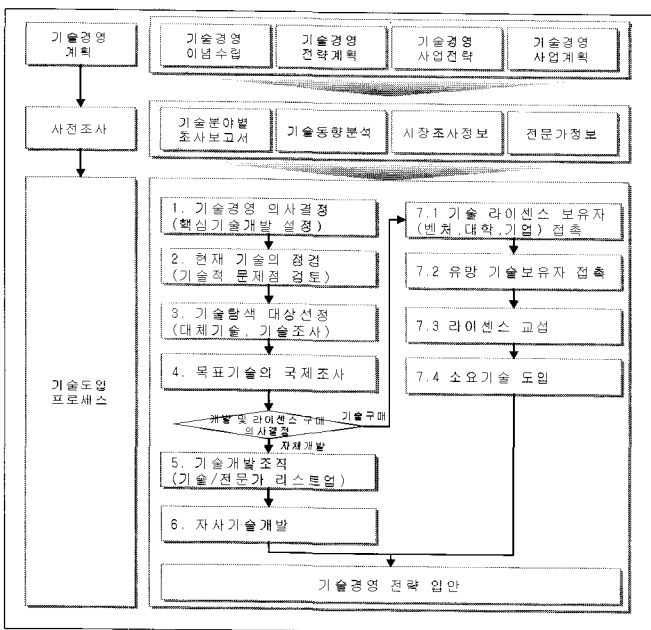 기술경영
계획
기술경영
이념수립
기술경영
전략계획
기술경영
사업전략
기술경영
사업계획
사전조사
기술분야별
조사보고서
기술동향분석
시장조사정보
전문가정보
기술도입
프로세스
1. 기술경영 의사결정
(핵심기술개발 설정)
2. 현재 기술의 점검
(기술적 문제점 검토)
3. 기술탐색 대상선정
(대체기술, 기술조사)
4. 목표기술의 국제조사
개발 및 라이센스 구매
의사결정
기술구매
자체개발
5. 기술개발조직
(기술/전문가 리스트업)
6. 자사기술개발
7.1 기술 라이센스 보유자
(벤처,대학,기업) 접촉
7.2 유망 기술보유자 접촉
7.3 라이센스 교섭
7.4 소요기술 도입
기술경영 전략 입안